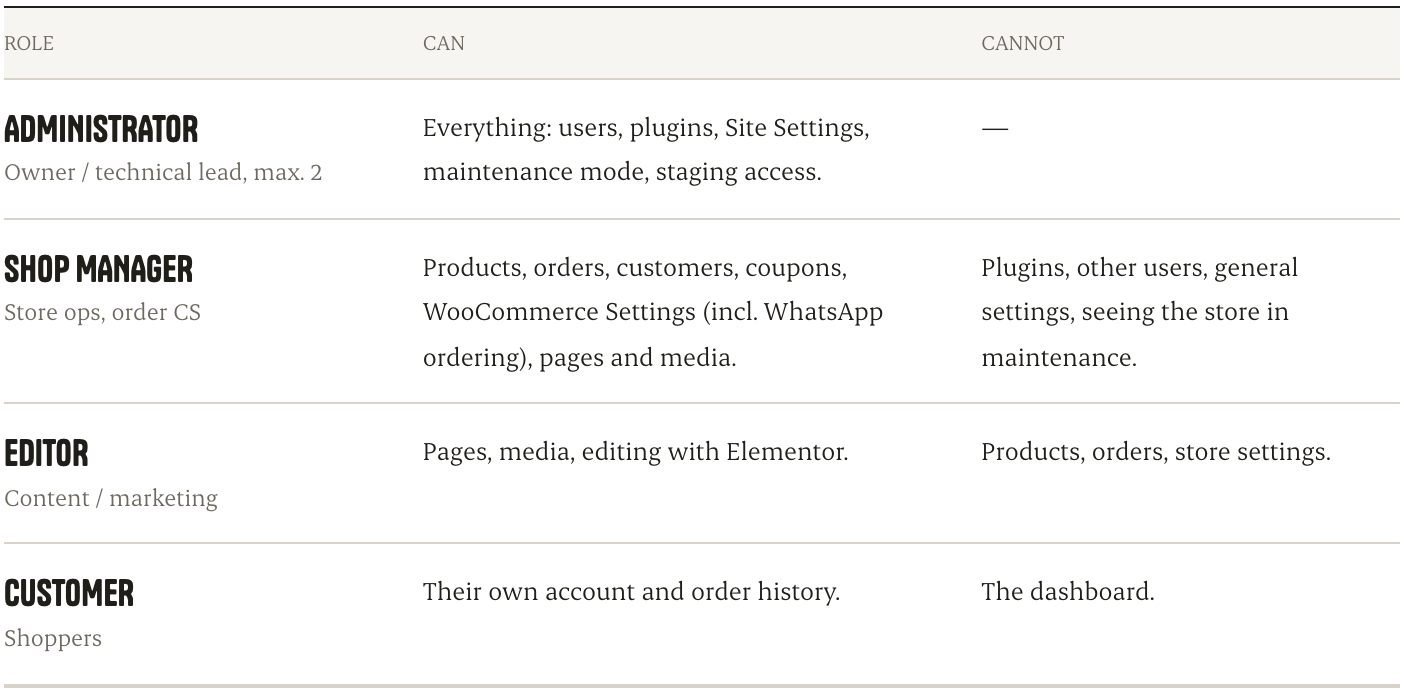 ROLE CAN CANNOT
ADMINISTRATOR
Owner / technical lead, max. 2
Everything: users, plugins, Site Settings,
maintenance mode, staging access.
—
SHOP MANAGER
Store ops, order CS
Products, orders, customers, coupons,
WooCommerce Settings (incl. WhatsApp
ordering), pages and media.
Plugins, other users, general
settings, seeing the store in
maintenance.
EDITOR
Content / marketing
Pages, media, editing with Elementor.
Products, orders, store settings.
CUSTOMER
Shoppers
Their own account and order history.
The dashboard.